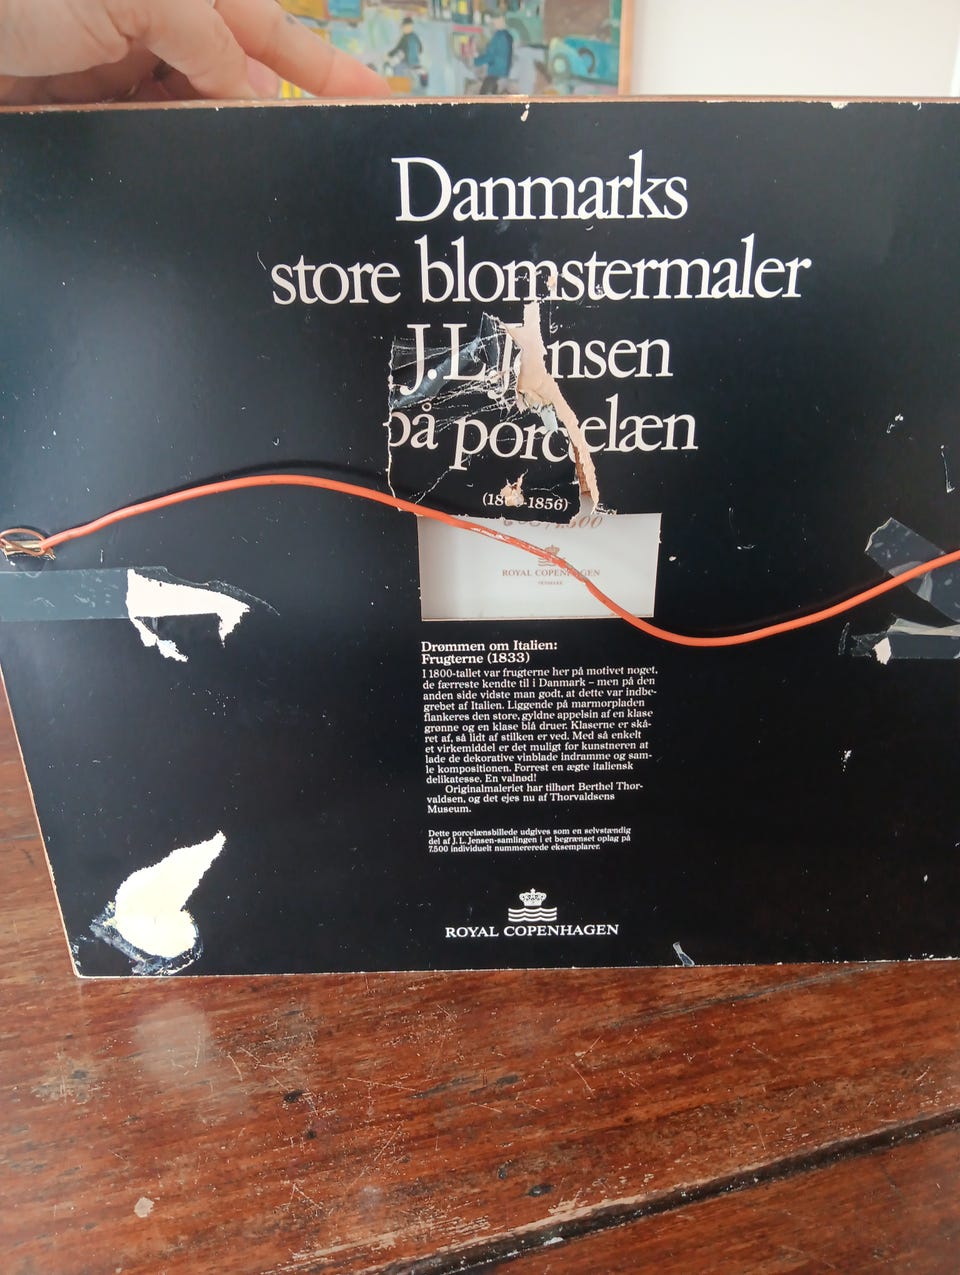 Danmarks
store blomstermaler
J.L. Jensen
på porcelæn
(1800-1856)
/7.500
ROYAL COPENHAGEN
DENMARK
Drømmen om Italien:
Frugterne (1833)
I 1800-tallet var frugterne her på motivet noget,
de færreste kendte til i Danmark – men på den
anden side vidste man godt, at dette var indbe-
grebet af Italien. Liggende på marmorpladen
flankeres den store, gyldne appelsin af en klase
grønne og en klase blå druer. Klaserne er skå-
ret af, så lidt af stilken er ved. Med så enkelt
et virkemiddel er det muligt for kunstneren at
lade de dekorative vinblade indramme og sam-
le kompositionen. Forrest en ægte italiensk
delikatesse. En valnød!
Originalmaleriet har tilhørt Berthel Thor-
valdsen, og det ejes nu af Thorvaldsens
Museum.
Dette porcelænsbillede udgives som en selvstændig
del af J.L. Jensen-samlingen i et begrænset oplag på
7.500 individuelt nummererede eksemplarer.
ROYAL COPENHAGEN